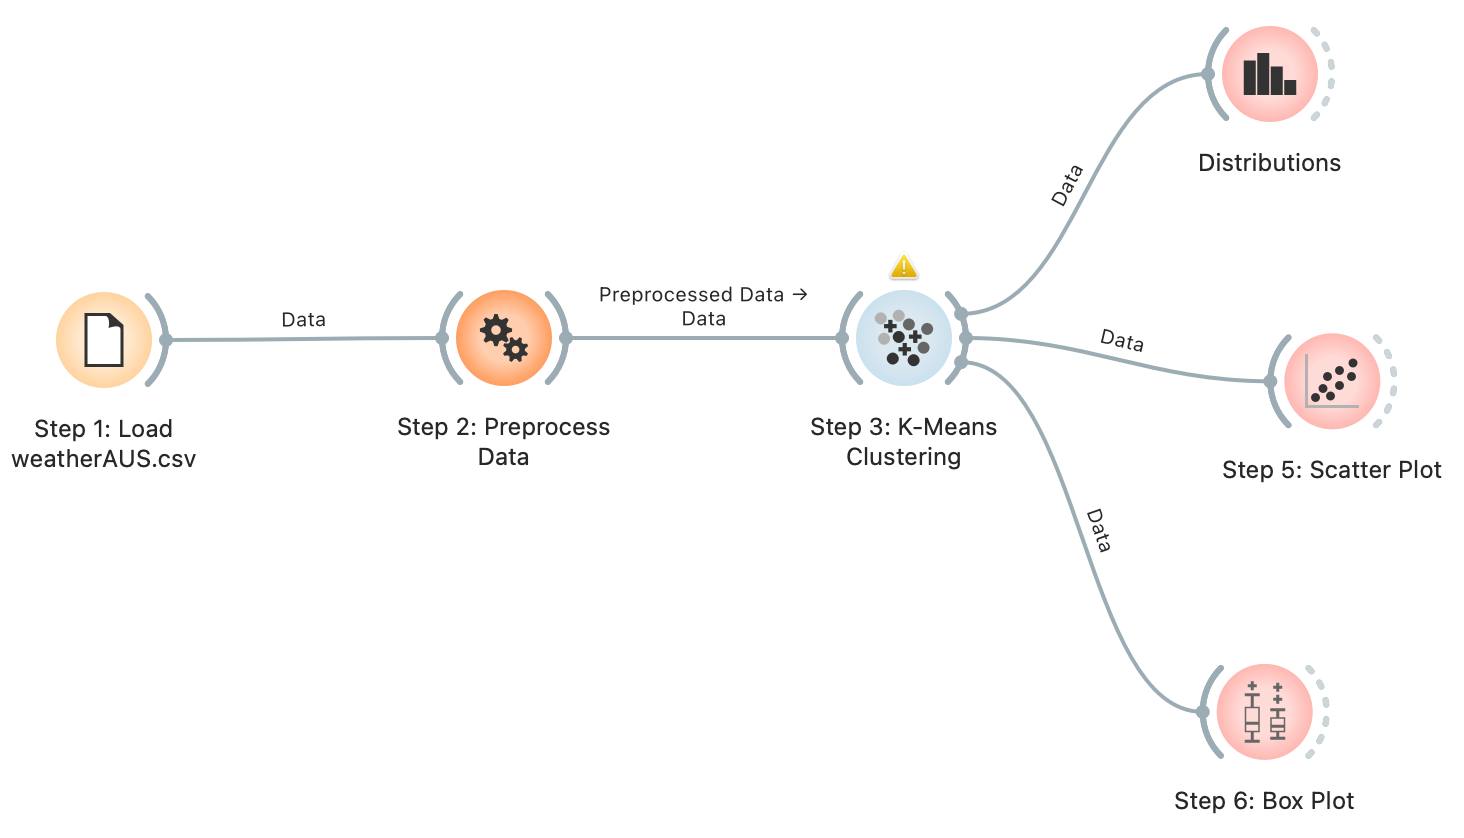 Distributions
Data
Preprocessed Data →
Data
Data
Data
Step 1: Load
weatherAUS.csv
Step 2: Preprocess
Data
Step 3: K-Means
Clustering
Step 5: Scatter Plot
Data
Step 6: Box Plot